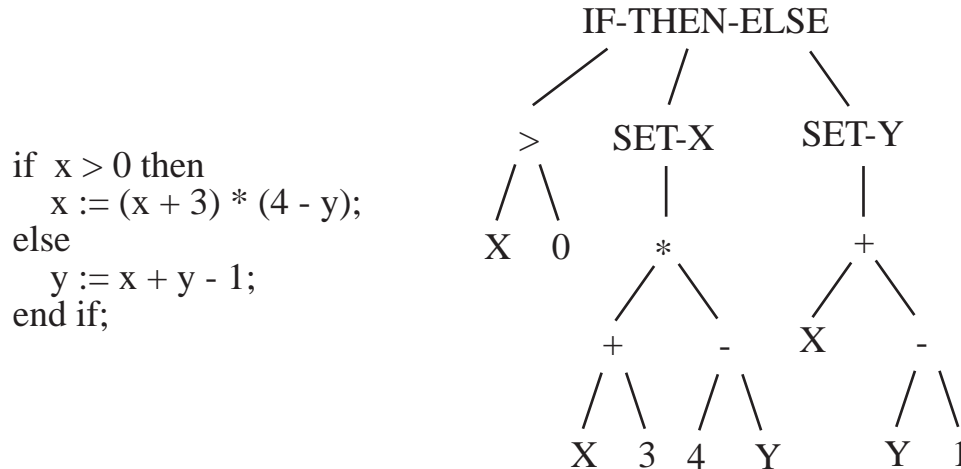 if x > 0 then
x := (x + 3) * (4 - y);
else
y := x + y - 1;
end if;
IF-THEN-ELSE
> SET-X SET-Y
X 0 * +
+ - X -
X 3 4 Y Y 1